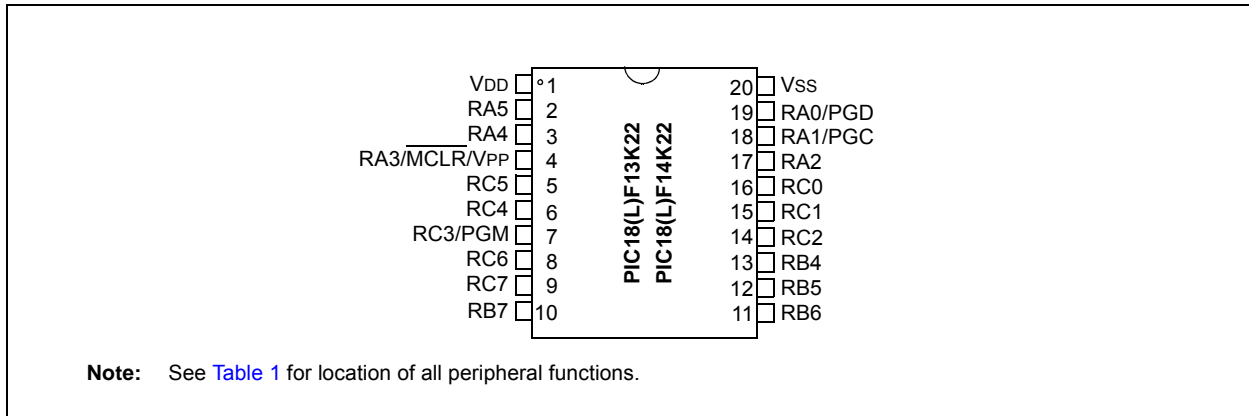 VDD °1 20 VSS
RA5 2 19 RA0/PGD
RA4 3 18 RA1/PGC
RA3/MCLR/VPP 4 17 RA2
RC5 5 16 RC0
RC4 6 15 RC1
RC3/PGM 7 14 RC2
RC6 8 13 RB4
RC7 9 12 RB5
RB7 10 11 RB6
PIC18(L)F13K22
PIC18(L)F14K22
Note: See Table 1 for location of all peripheral functions.